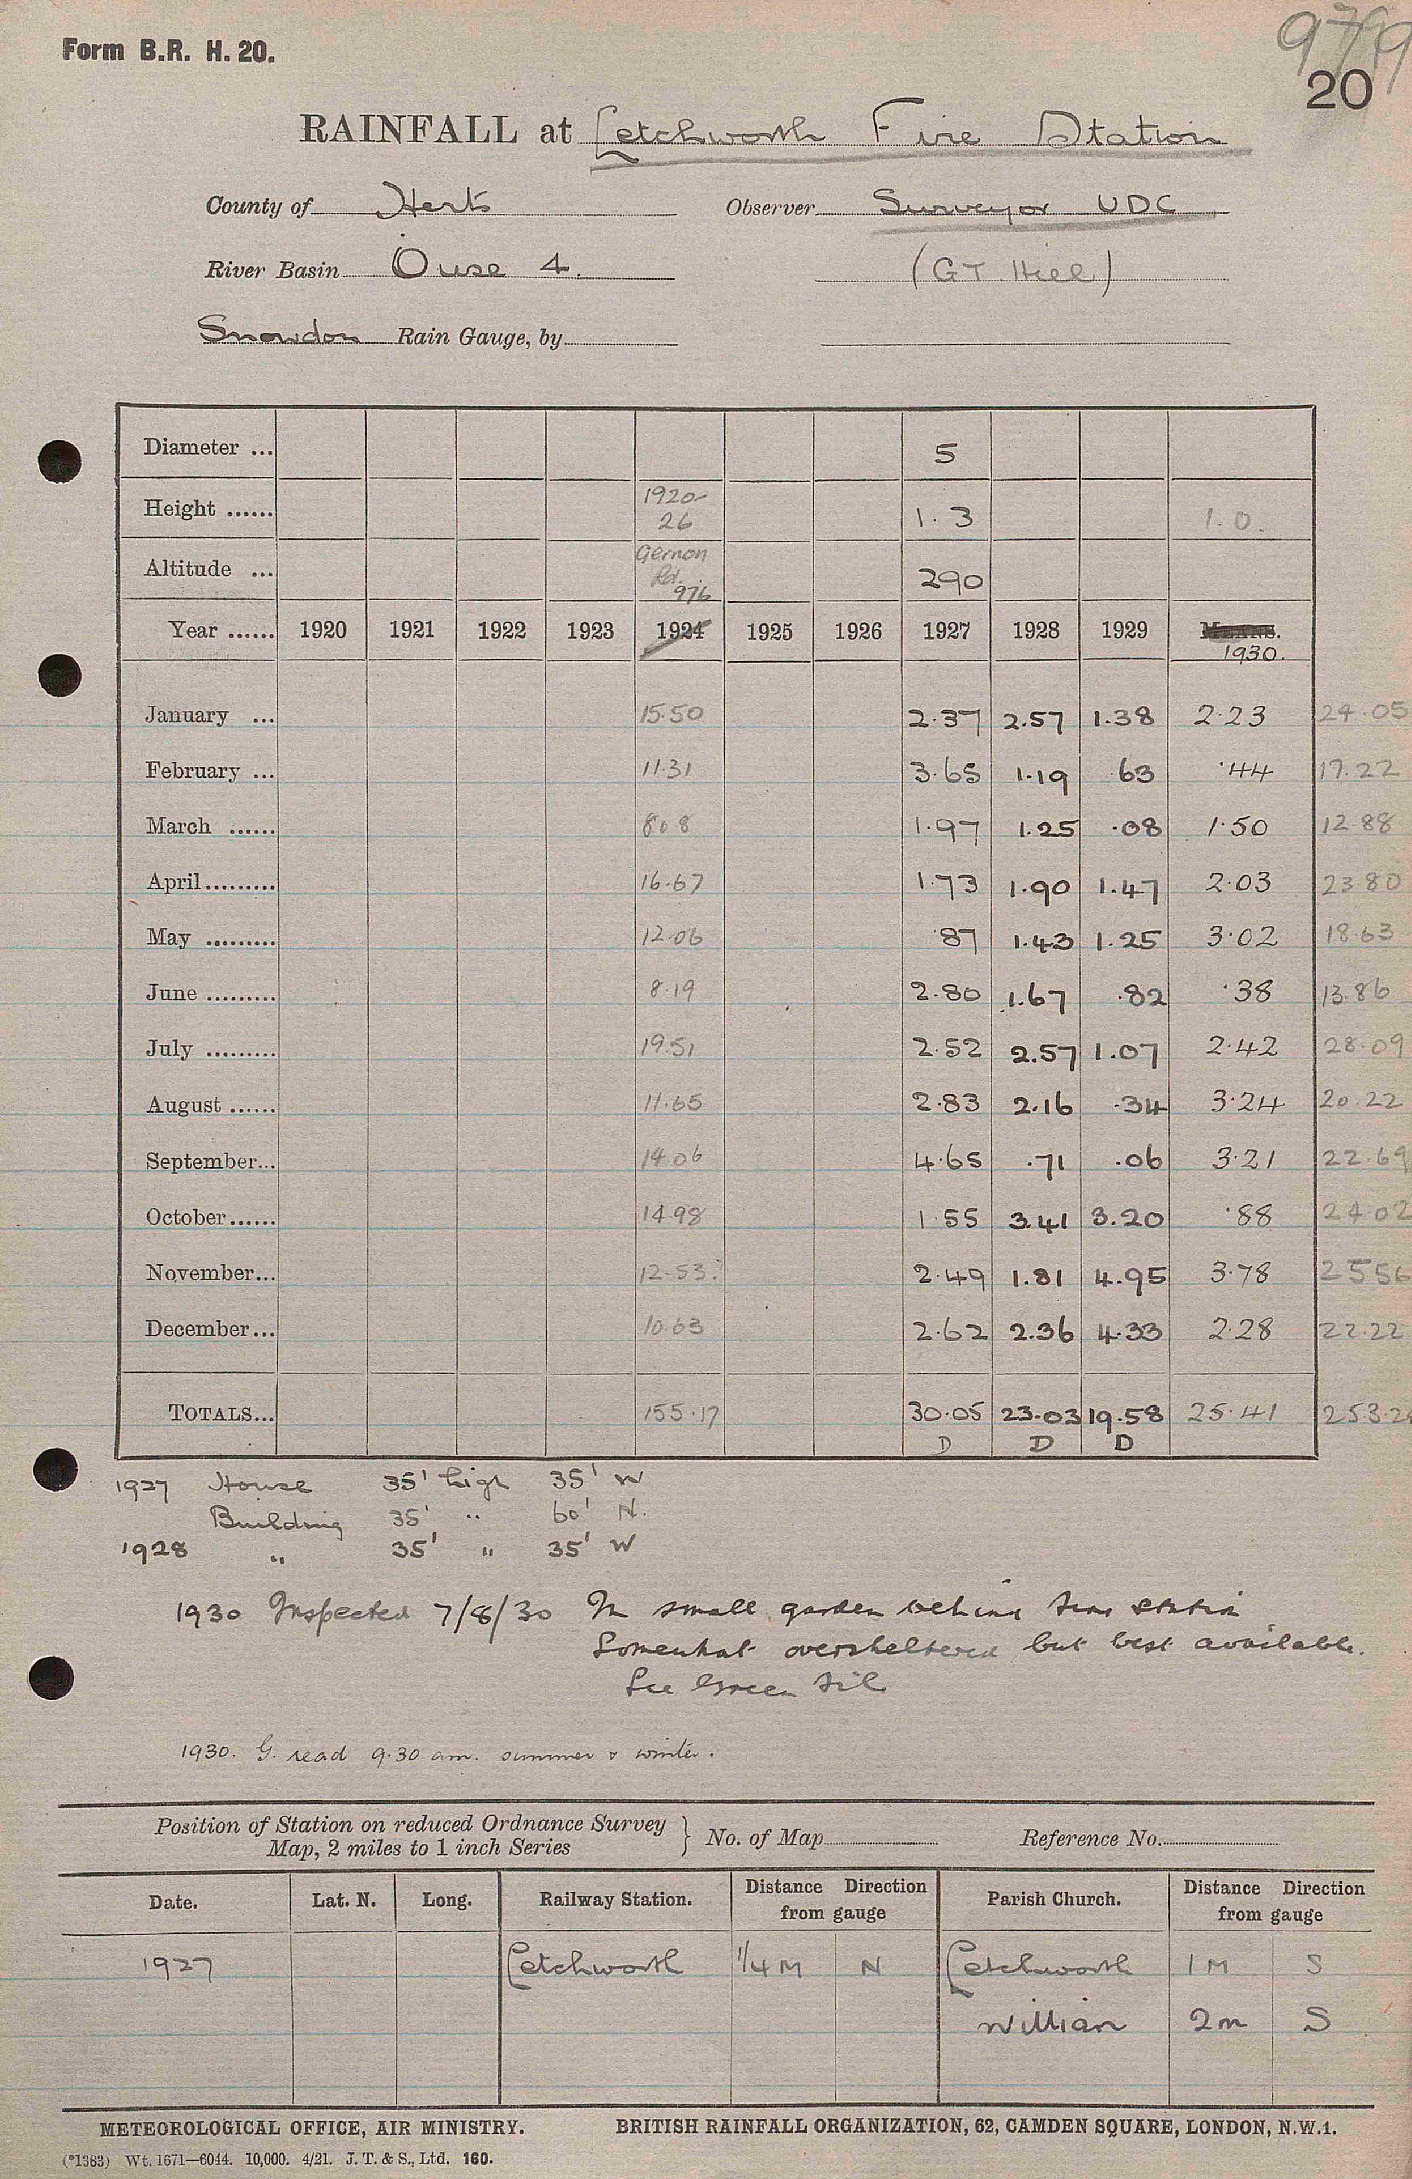 Form B.R. H. 20.
979
20
RAINFALL at Letchworth Fire Station
County of Herts Observer Surveyor UDC
River Basin Ouse 4. (GT Hill)
Snowdon Rain Gauge, by
Diameter ... 5
Height ...... 1920-26 1.3 1.0.
Altitude ... Gernon Rd. 976 290
Year ...... 1920 1921 1922 1923 1924 1925 1926 1927 1928 1929 MEANS. 1930.
January ... 15.50 2.37 2.57 1.38 2.23 24.05
February ... 11.31 3.65 1.19 .63 .44 17.22
March ...... 8.08 1.97 1.25 .08 1.50 12.88
April ......... 16.67 1.73 1.90 1.47 2.03 23.80
May ......... 12.06 .87 1.43 1.25 3.02 18.63
June ......... 8.19 2.80 1.67 .82 .38 13.86
July ......... 19.51 2.52 2.57 1.07 2.42 28.09
August ...... 11.65 2.83 2.16 .34 3.24 20.22
September... 14.06 4.65 .71 .06 3.21 22.69
October...... 14.98 1.55 3.41 3.20 .88 24.02
November... 12.53 2.49 1.81 4.95 3.78 25.56
December... 10.63 2.62 2.36 4.33 2.28 22.22
TOTALS... 155.17 30.05 23.03 19.58 25.41 253.24
D D D
1927 House 35' high 35' W
Building 35' " 60' N.
1928 " 35' " 35' W
1930 Inspected 7/8/30 In small garden behind fire station
Somewhat oversheltered but best available.
See Green file
1930. G. read 9.30 am. summer & winter.
Position of Station on reduced Ordnance Survey
Map, 2 miles to 1 inch Series } No. of Map Reference No.
Date. Lat. N. Long. Railway Station. Distance Direction from gauge Parish Church. Distance Direction from gauge
1927 Letchworth 1/4 M N Letchworth 1 M S
Willian 2m S
METEOROLOGICAL OFFICE, AIR MINISTRY. BRITISH RAINFALL ORGANIZATION, 62, CAMDEN SQUARE, LONDON, N.W.1.
(*1383) Wt. 1671—6044. 10,000. 4/21. J. T. & S., Ltd. 160.